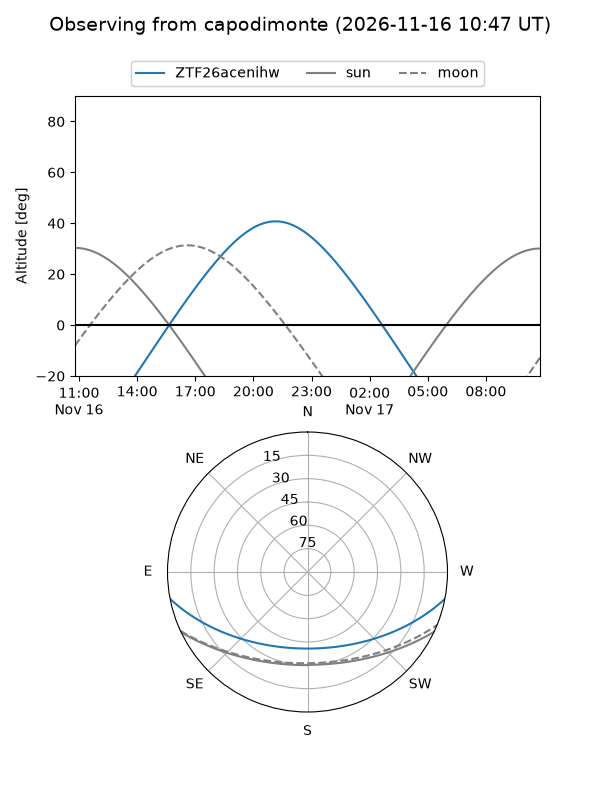 Observing from capodimonte (2026-11-16 10:47 UT)
ZTF26acenihw sun moon
80
60
40
20
0
−20
Altitude [deg]
11:00 14:00 17:00 20:00 23:00 02:00 05:00 08:00
Nov 16 Nov 17
N
NE NW
15
30
45
60
75
E W
SE SW
S